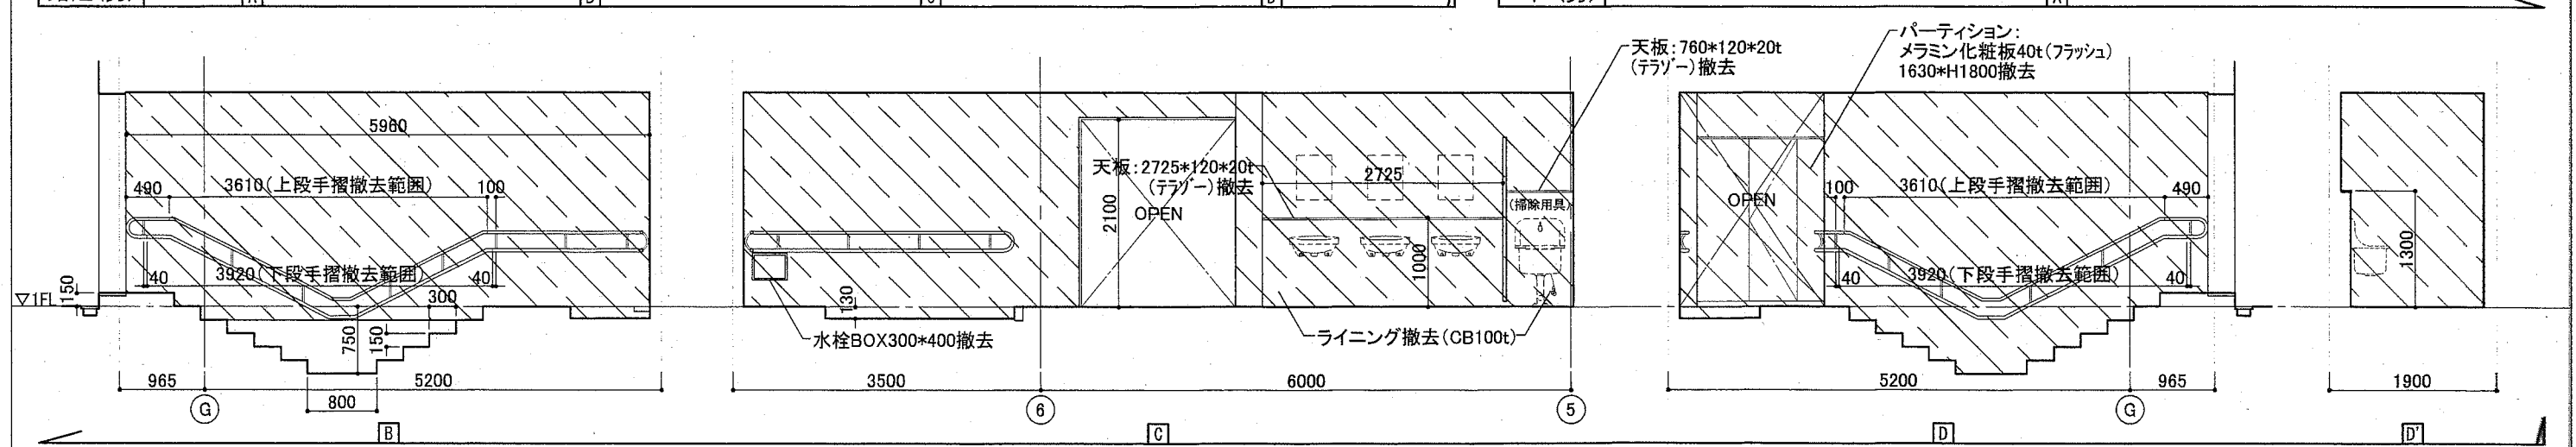 天板：760*120*20t
(テラゾー)撤去
パーティション：
メラミン化粧板40t(フラッシュ)
1630*H1800撤去
5960
490
3610(上段手摺撤去範囲)
100
40
3920(下段手摺撤去範囲)
40
300
150
▽1FL
750
150
965
5200
800
G
B
天板：2725*120*20t
(テラゾー)撤去
2725
2100
OPEN
(掃除用具)
1000
130
水栓BOX300*400撤去
ライニング撤去(CB100t)
3500
6000
6
5
C
OPEN
100
3610(上段手摺撤去範囲)
490
40
3920(下段手摺撤去範囲)
40
5200
965
G
D
1300
1900
D'